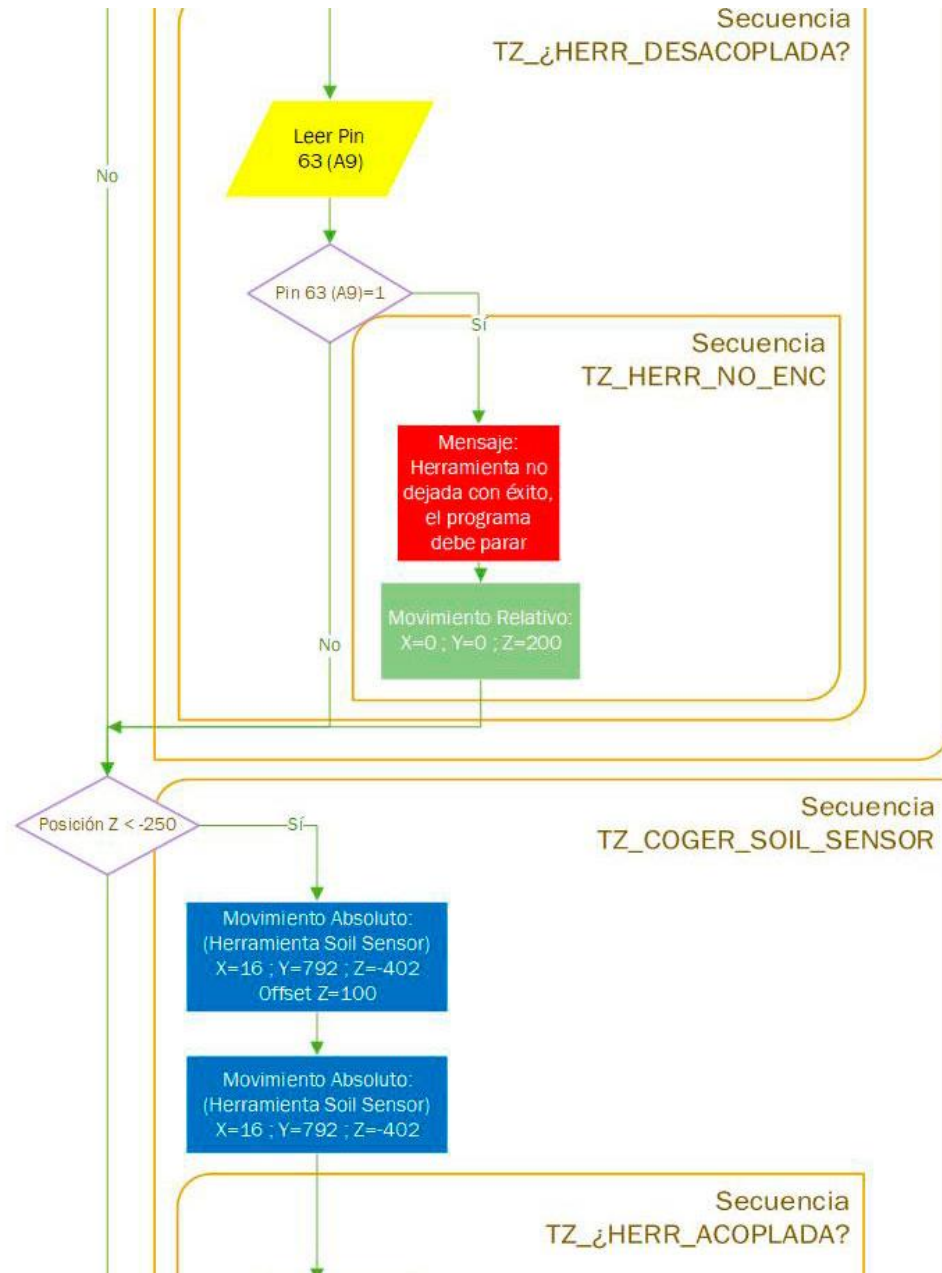 Secuencia
TZ_¿HERR_DESACOPLADA?
Leer Pin
63 (A9)
No
Pin 63 (A9)=1
Sí
Secuencia
TZ_HERR_NO_ENC
Mensaje:
Herramienta no
dejada con éxito,
el programa
debe parar
Movimiento Relativo:
X=0 ; Y=0 ; Z=200
No
Posición Z < -250
Sí
Secuencia
TZ_COGER_SOIL_SENSOR
Movimiento Absoluto:
(Herramienta Soil Sensor)
X=16 ; Y=792 ; Z=-402
Offset Z=100
Movimiento Absoluto:
(Herramienta Soil Sensor)
X=16 ; Y=792 ; Z=-402
Secuencia
TZ_¿HERR_ACOPLADA?